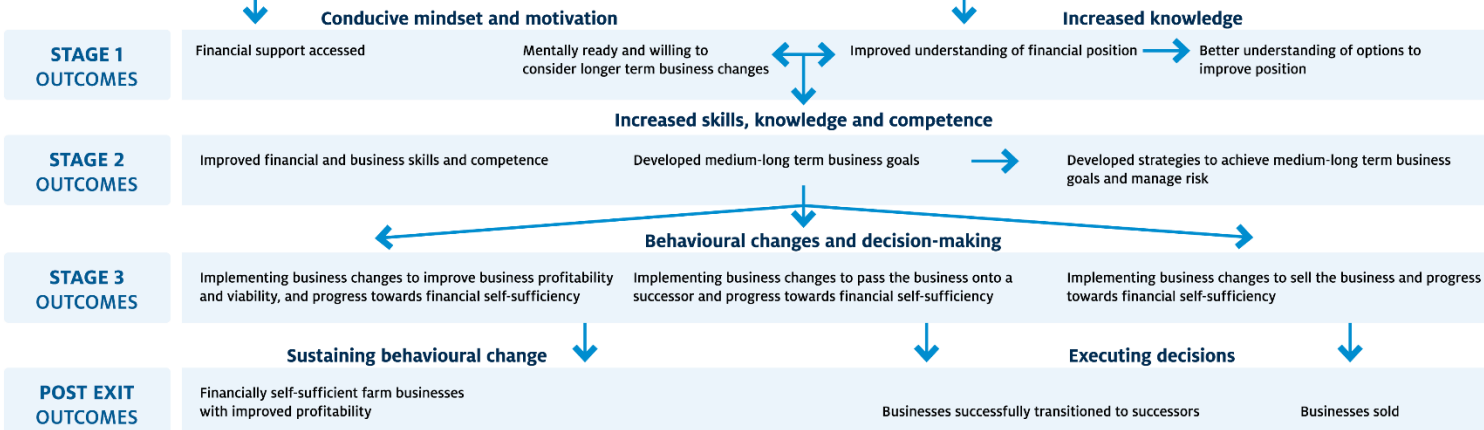 Conducive mindset and motivation
Increased knowledge
STAGE 1
OUTCOMES
Financial support accessed
Mentally ready and willing to
consider longer term business changes
Improved understanding of financial position
Better understanding of options to
improve position
Increased skills, knowledge and competence
STAGE 2
OUTCOMES
Improved financial and business skills and competence
Developed medium-long term business goals
Developed strategies to achieve medium-long term business
goals and manage risk
Behavioural changes and decision-making
STAGE 3
OUTCOMES
Implementing business changes to improve business profitability
and viability, and progress towards financial self-sufficiency
Implementing business changes to pass the business onto a
successor and progress towards financial self-sufficiency
Implementing business changes to sell the business and progress
towards financial self-sufficiency
Sustaining behavioural change
Executing decisions
POST EXIT
OUTCOMES
Financially self-sufficient farm businesses
with improved profitability
Businesses successfully transitioned to successors
Businesses sold